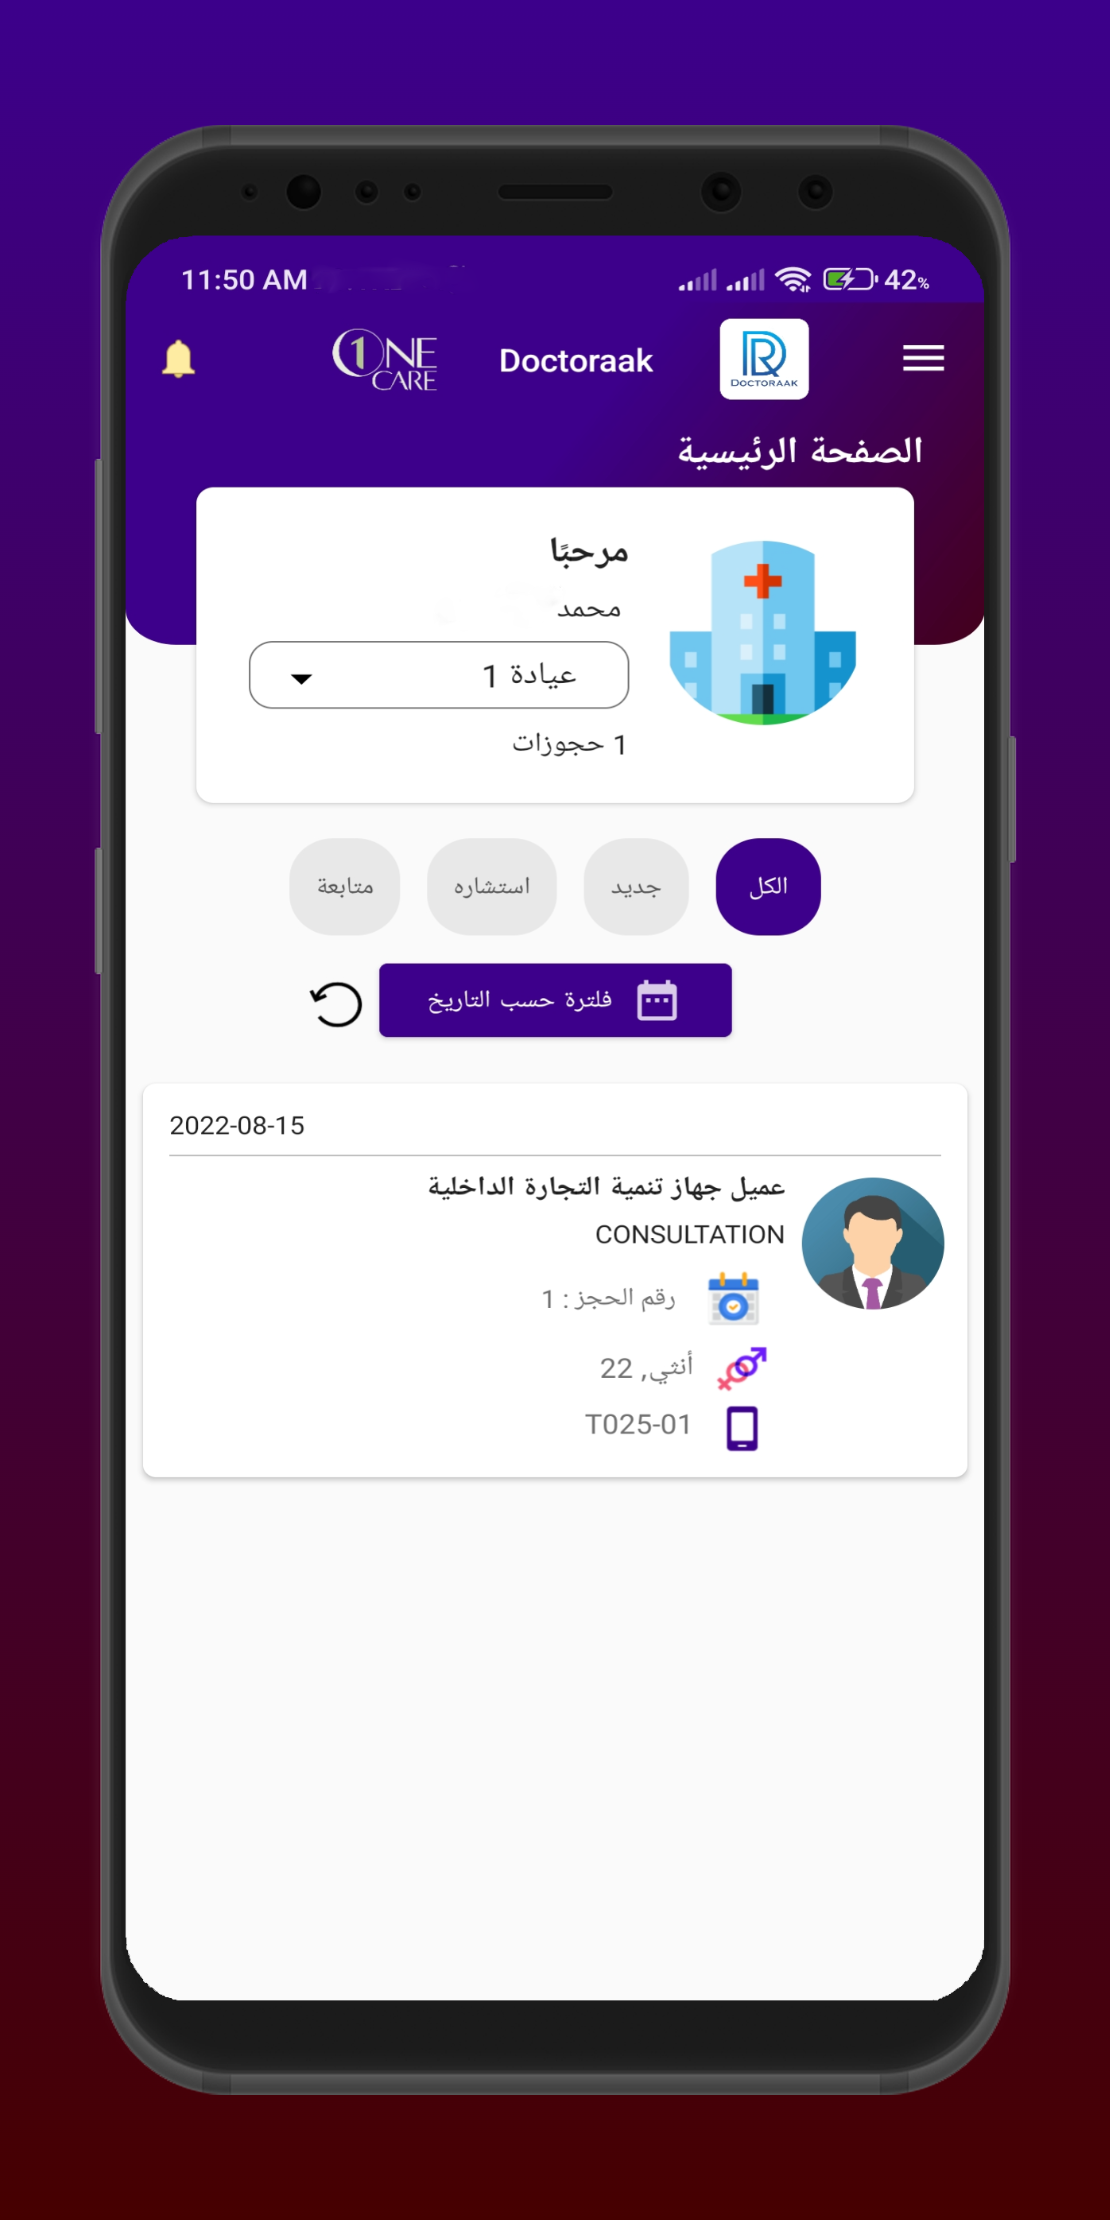 11:50 AM 42%
1NE CARE Doctoraak DR DOCTORAAK
الصفحة الرئيسية
مرحبًا
محمد
عيادة 1
1 حجوزات
الكل جديد استشاره متابعة
فلترة حسب التاريخ
2022-08-15
عميل جهاز تنمية التجارة الداخلية
CONSULTATION
رقم الحجز : 1
أنثي, 22
T025-01